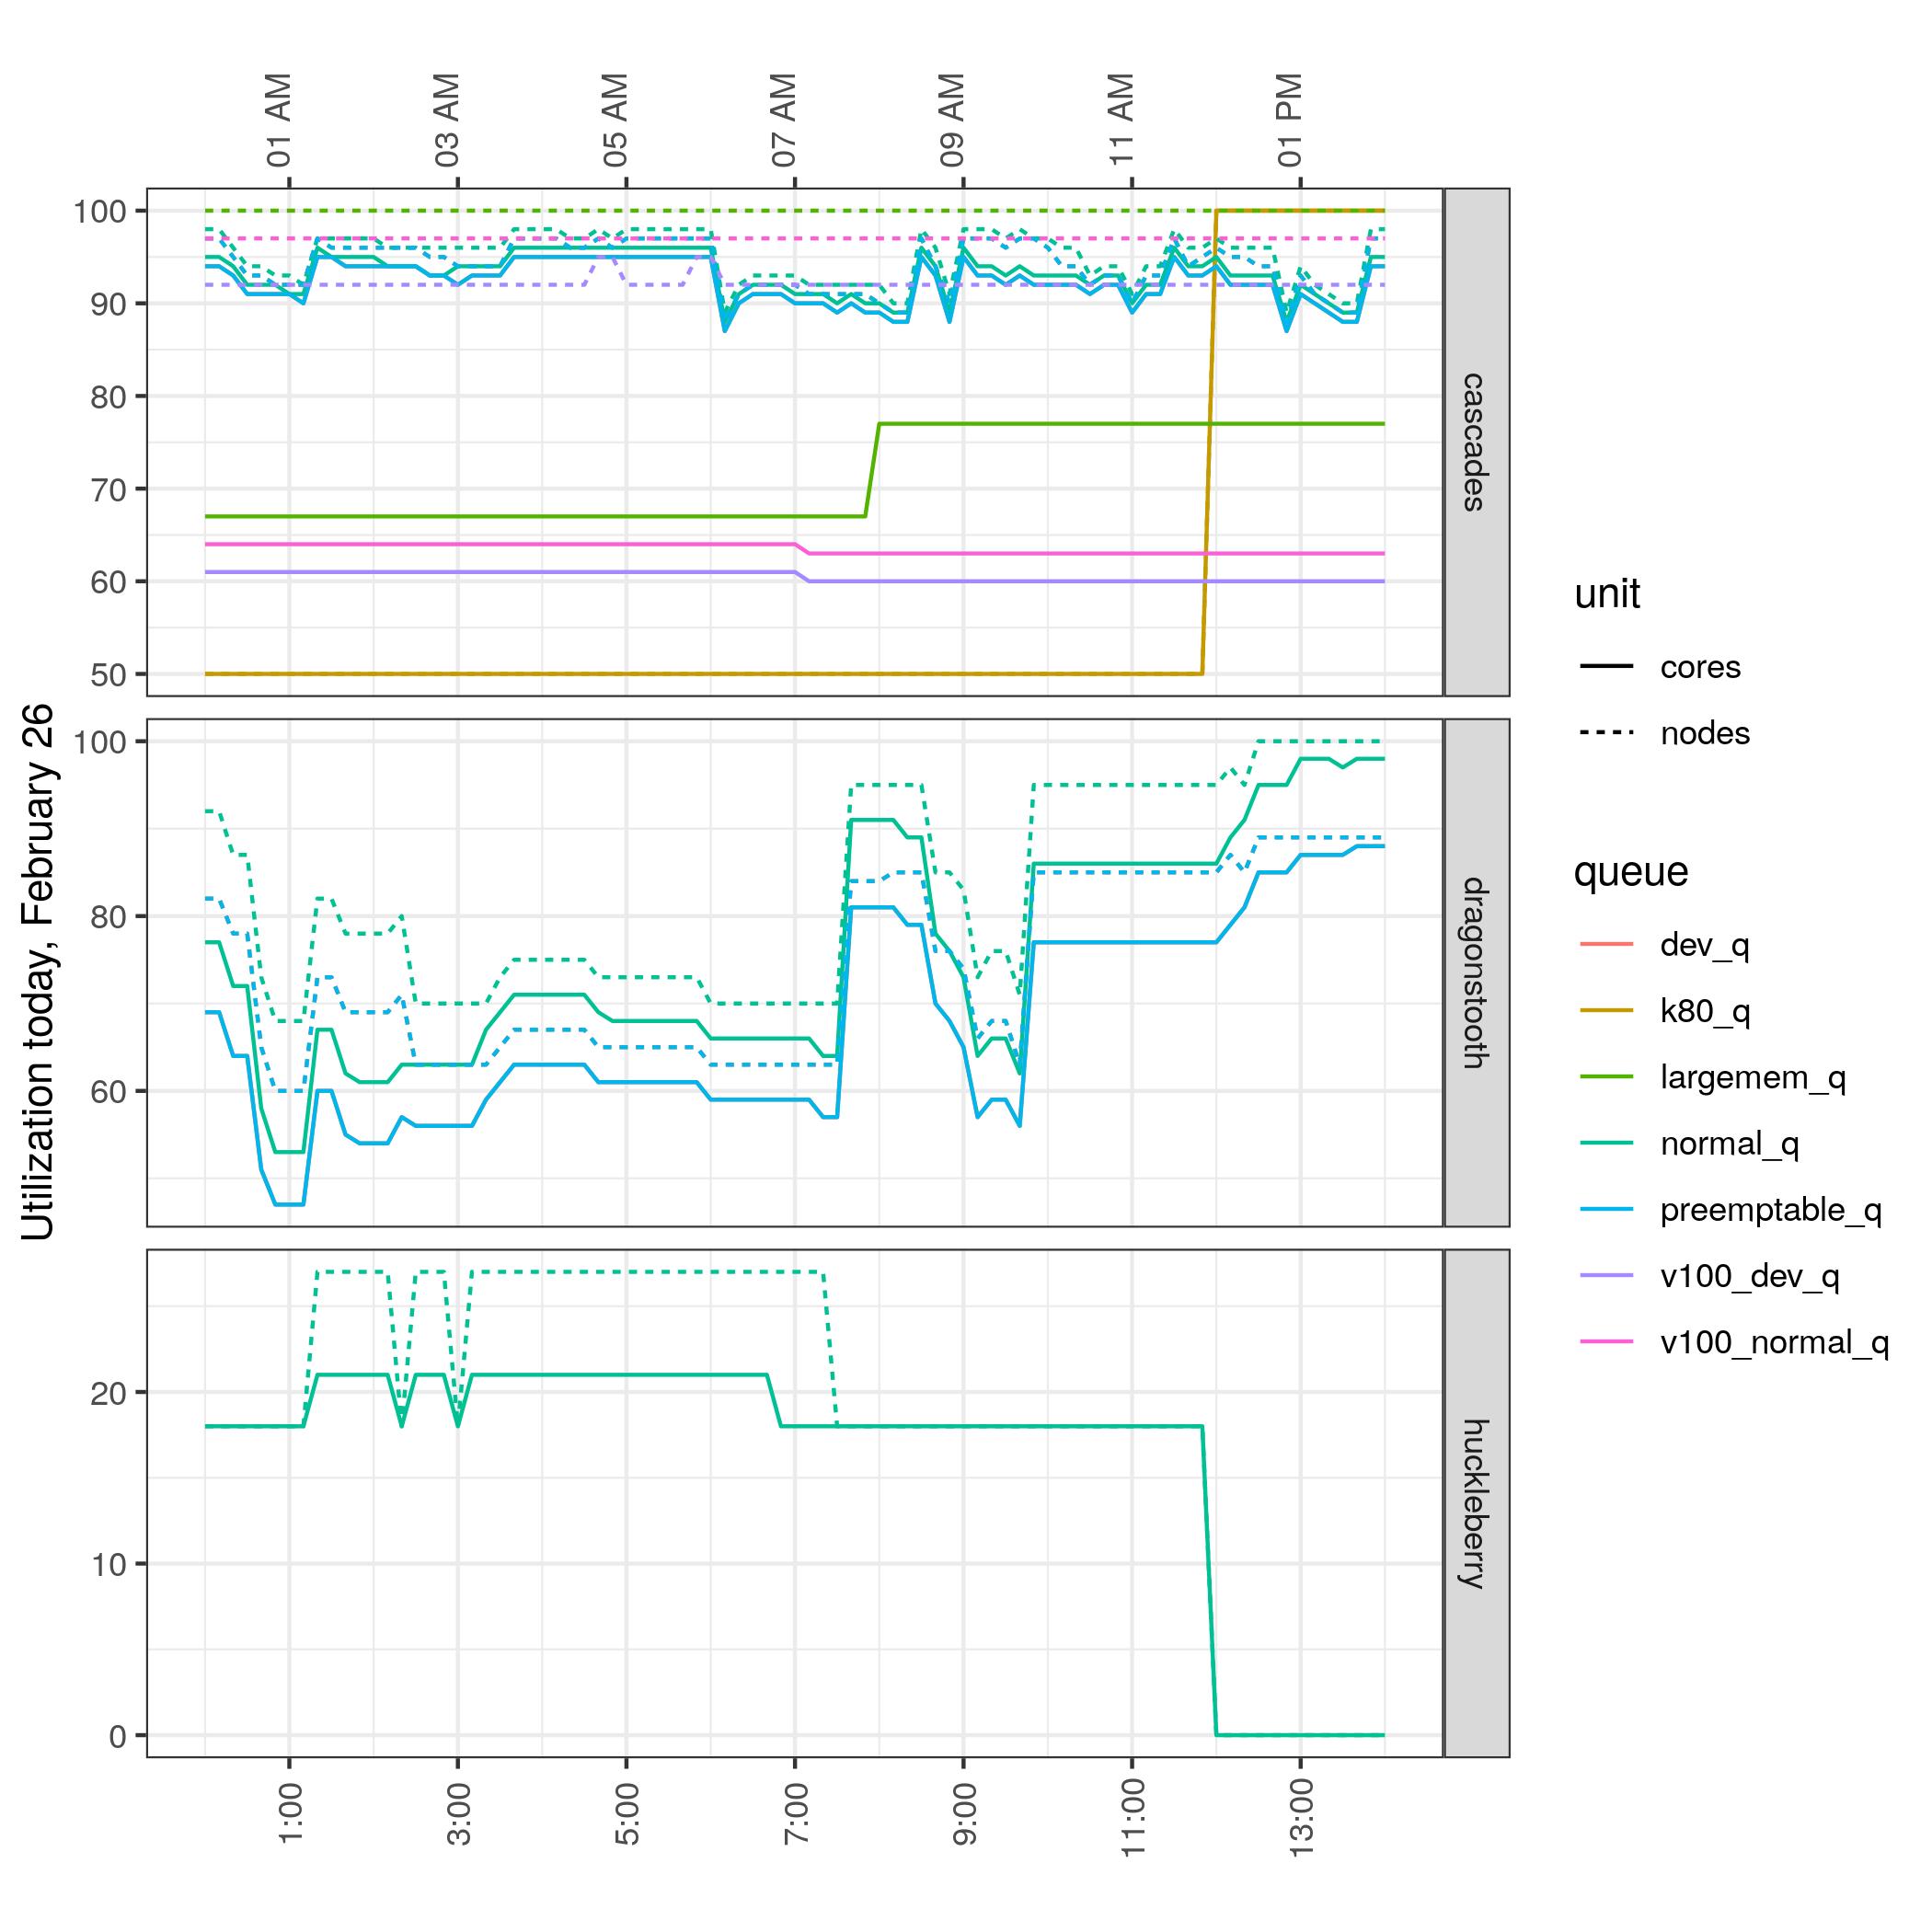 01 AM
03 AM
05 AM
07 AM
09 AM
11 AM
01 PM
Utilization today, February 26
100
90
80
70
60
50
cascades
100
80
60
dragonstooth
20
10
0
huckleberry
1:00
3:00
5:00
7:00
9:00
11:00
13:00
unit
cores
nodes
queue
dev_q
k80_q
largemem_q
normal_q
preemptable_q
v100_dev_q
v100_normal_q